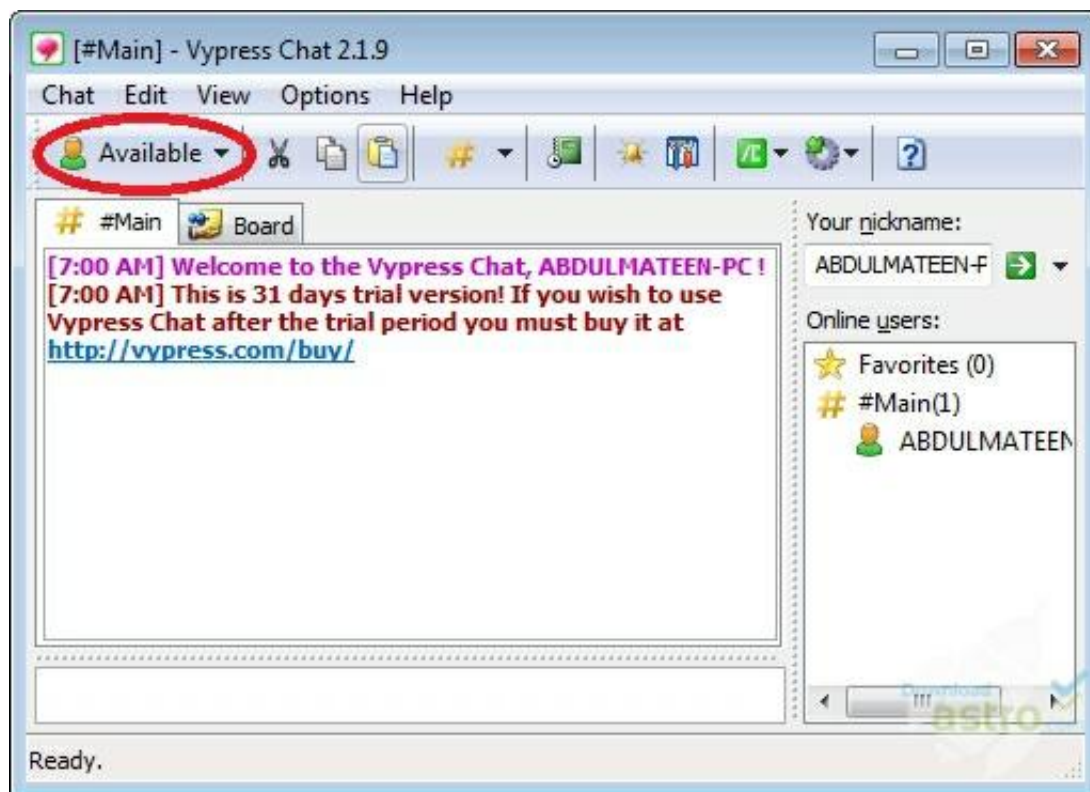 [#Main] - Vypress Chat 2.1.9
Chat Edit View Options Help
Available
#Main Board
[7:00 AM] Welcome to the Vypress Chat, ABDULMATEEN-PC !
[7:00 AM] This is 31 days trial version! If you wish to use
Vypress Chat after the trial period you must buy it at
http://vypress.com/buy/
Your nickname:
ABDULMATEEN-P
Online users:
Favorites (0)
#Main(1)
ABDULMATEEN
Download
astro
Ready.